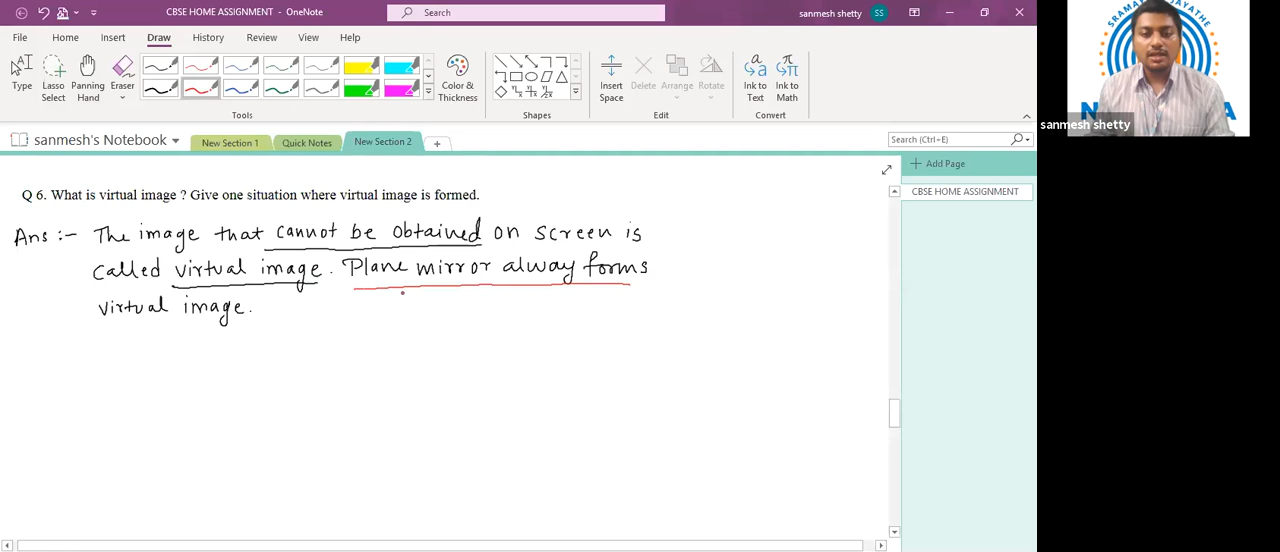 CBSE HOME ASSIGNMENT - OneNote
Search
sanmesh shetty
SS
File Home Insert Draw History Review View Help
Type
Lasso Select
Panning Hand
Eraser
Color & Thickness
Insert Space
Delete
Arrange
Rotate
Ink to Text
Ink to Math
Tools
Shapes
Edit
Convert
sanmesh's Notebook
New Section 1
Quick Notes
New Section 2
Search (Ctrl+E)
Add Page
CBSE HOME ASSIGNMENT
Q 6. What is virtual image ? Give one situation where virtual image is formed.
Ans :- The image that cannot be obtained on screen is
called virtual image. Plane mirror alway forms
virtual image.
sanmesh shetty